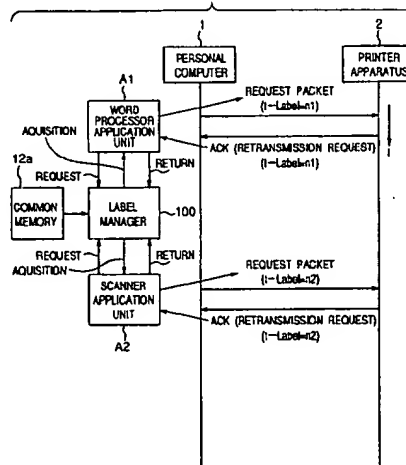 1
2
PERSONAL
COMPUTER
PRINTER
APPARATUS
A1
WORD
PROCESSOR
APPLICATION
UNIT
REQUEST PACKET
(t-Label=n1)
AQUISITION
ACK (RETRANSMISSION REQUEST)
(t-Label=n1)
12a
REQUEST
RETURN
COMMON
MEMORY
LABEL
MANAGER
100
REQUEST
AQUISITION
RETURN
SCANNER
APPLICATION
UNIT
REQUEST PACKET
(t-Label=n2)
ACK (RETRANSMISSION REQUEST)
(t-Label=n2)
A2